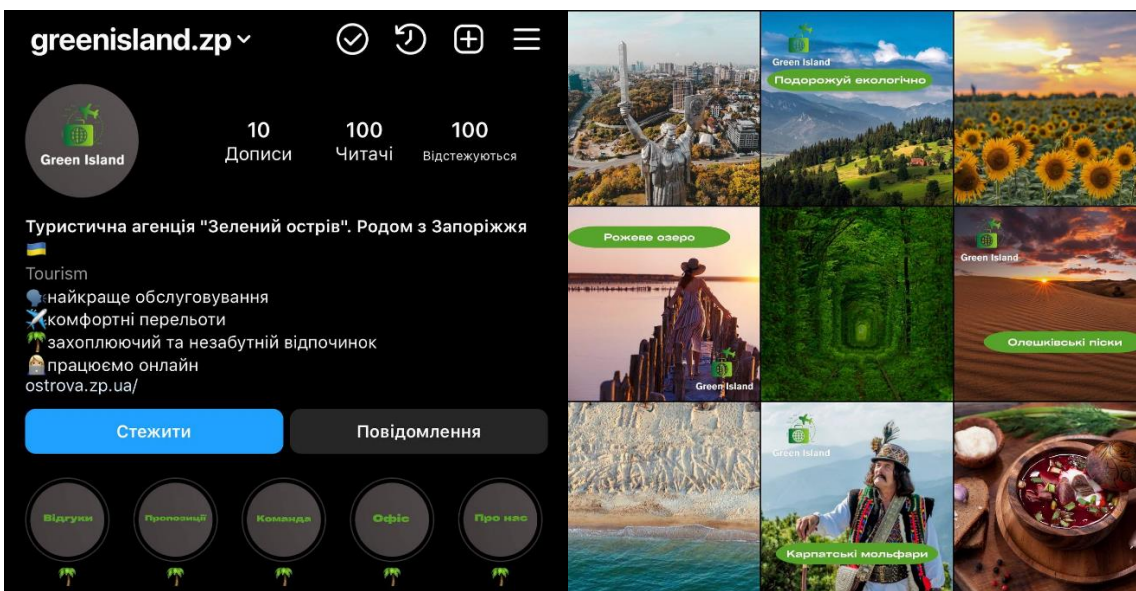 greenisland.zp
Green Island
10
Дописи
100
Читачі
100
Відстежуються
Туристична агенція "Зелений острів". Родом з Запоріжжя
Tourism
найкраще обслуговування
комфортні перельоти
захоплюючий та незабутній відпочинок
працюємо онлайн
ostrova.zp.ua/
Стежити
Повідомлення
Відгуки
Пропозиції
Команда
Офіс
Про нас
Green Island
Подорожуй екологічно
Рожеве озеро
Green Island
Green Island
Олешківські піски
Green Island
Карпатські мольфари